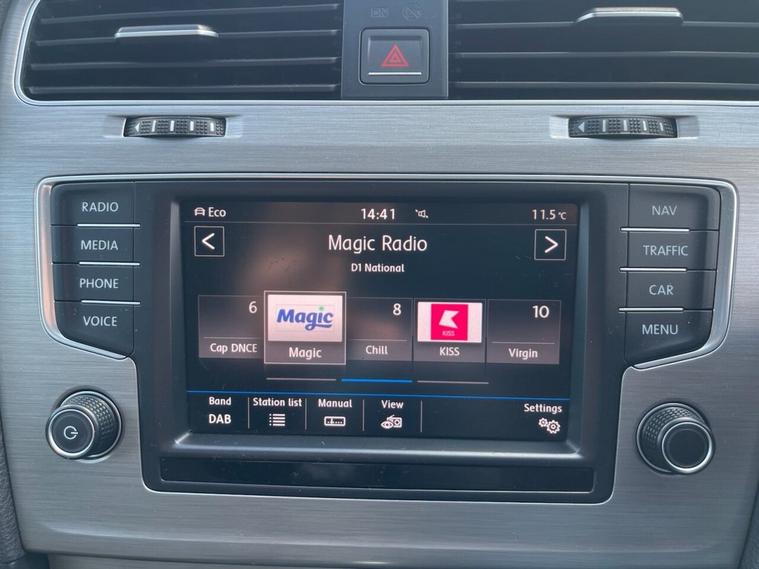 Eco 14:41 11.5 °C
Magic Radio
D1 National
6 8 10
Magic
KISS
Cap DNCE Magic Chill KISS Virgin
Band Station list Manual View Settings
DAB
RADIO
MEDIA
PHONE
VOICE
NAV
TRAFFIC
CAR
MENU